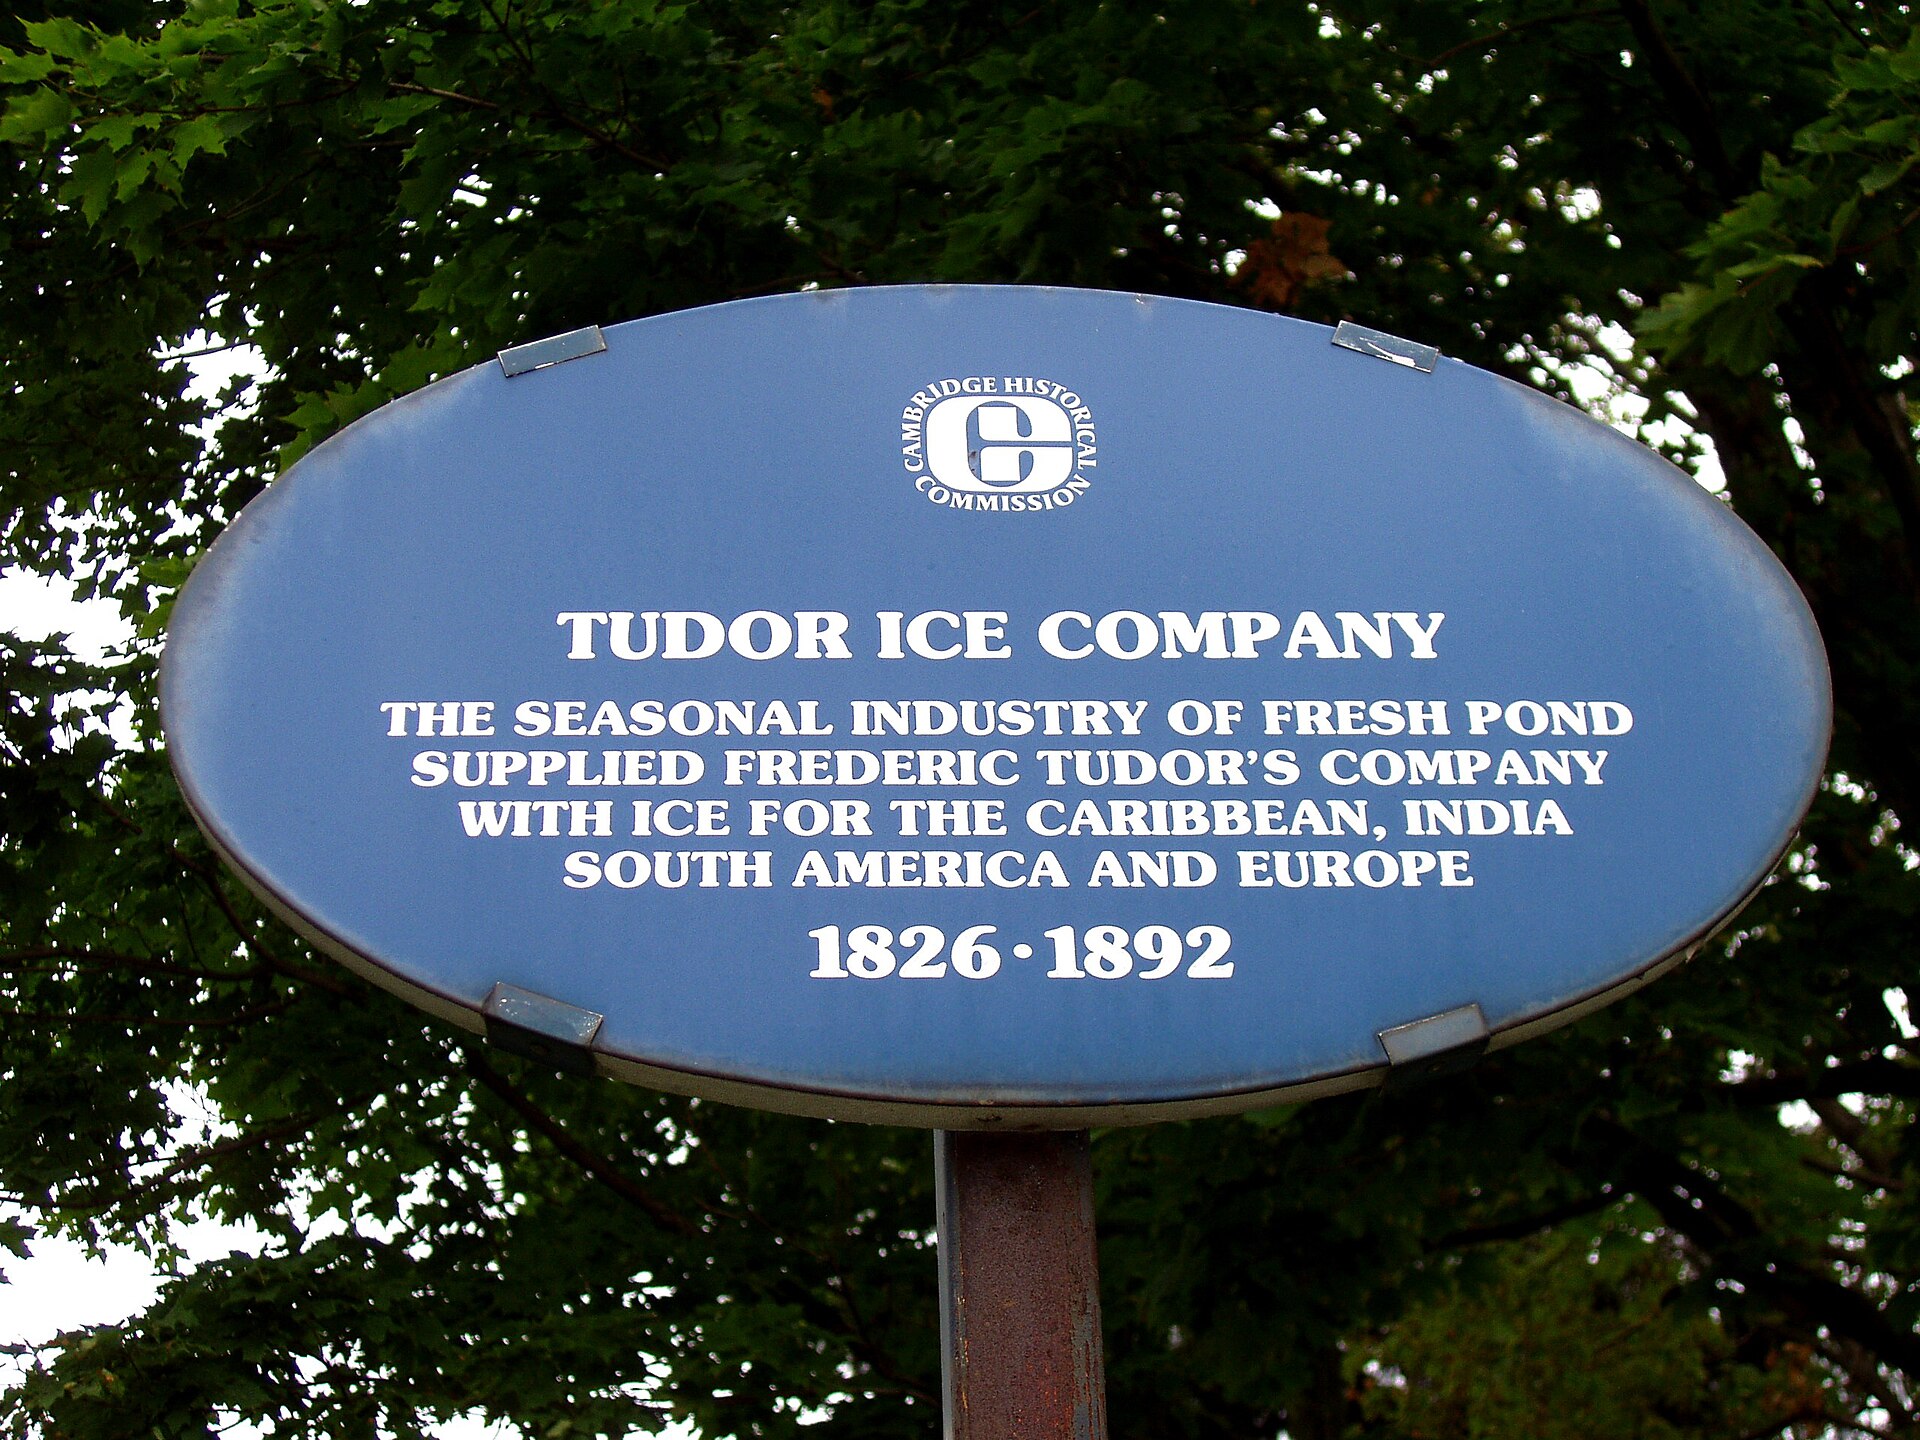 CAMBRIDGE HISTORICAL
COMMISSION
TUDOR ICE COMPANY
THE SEASONAL INDUSTRY OF FRESH POND
SUPPLIED FREDERIC TUDOR'S COMPANY
WITH ICE FOR THE CARIBBEAN, INDIA
SOUTH AMERICA AND EUROPE
1826·1892